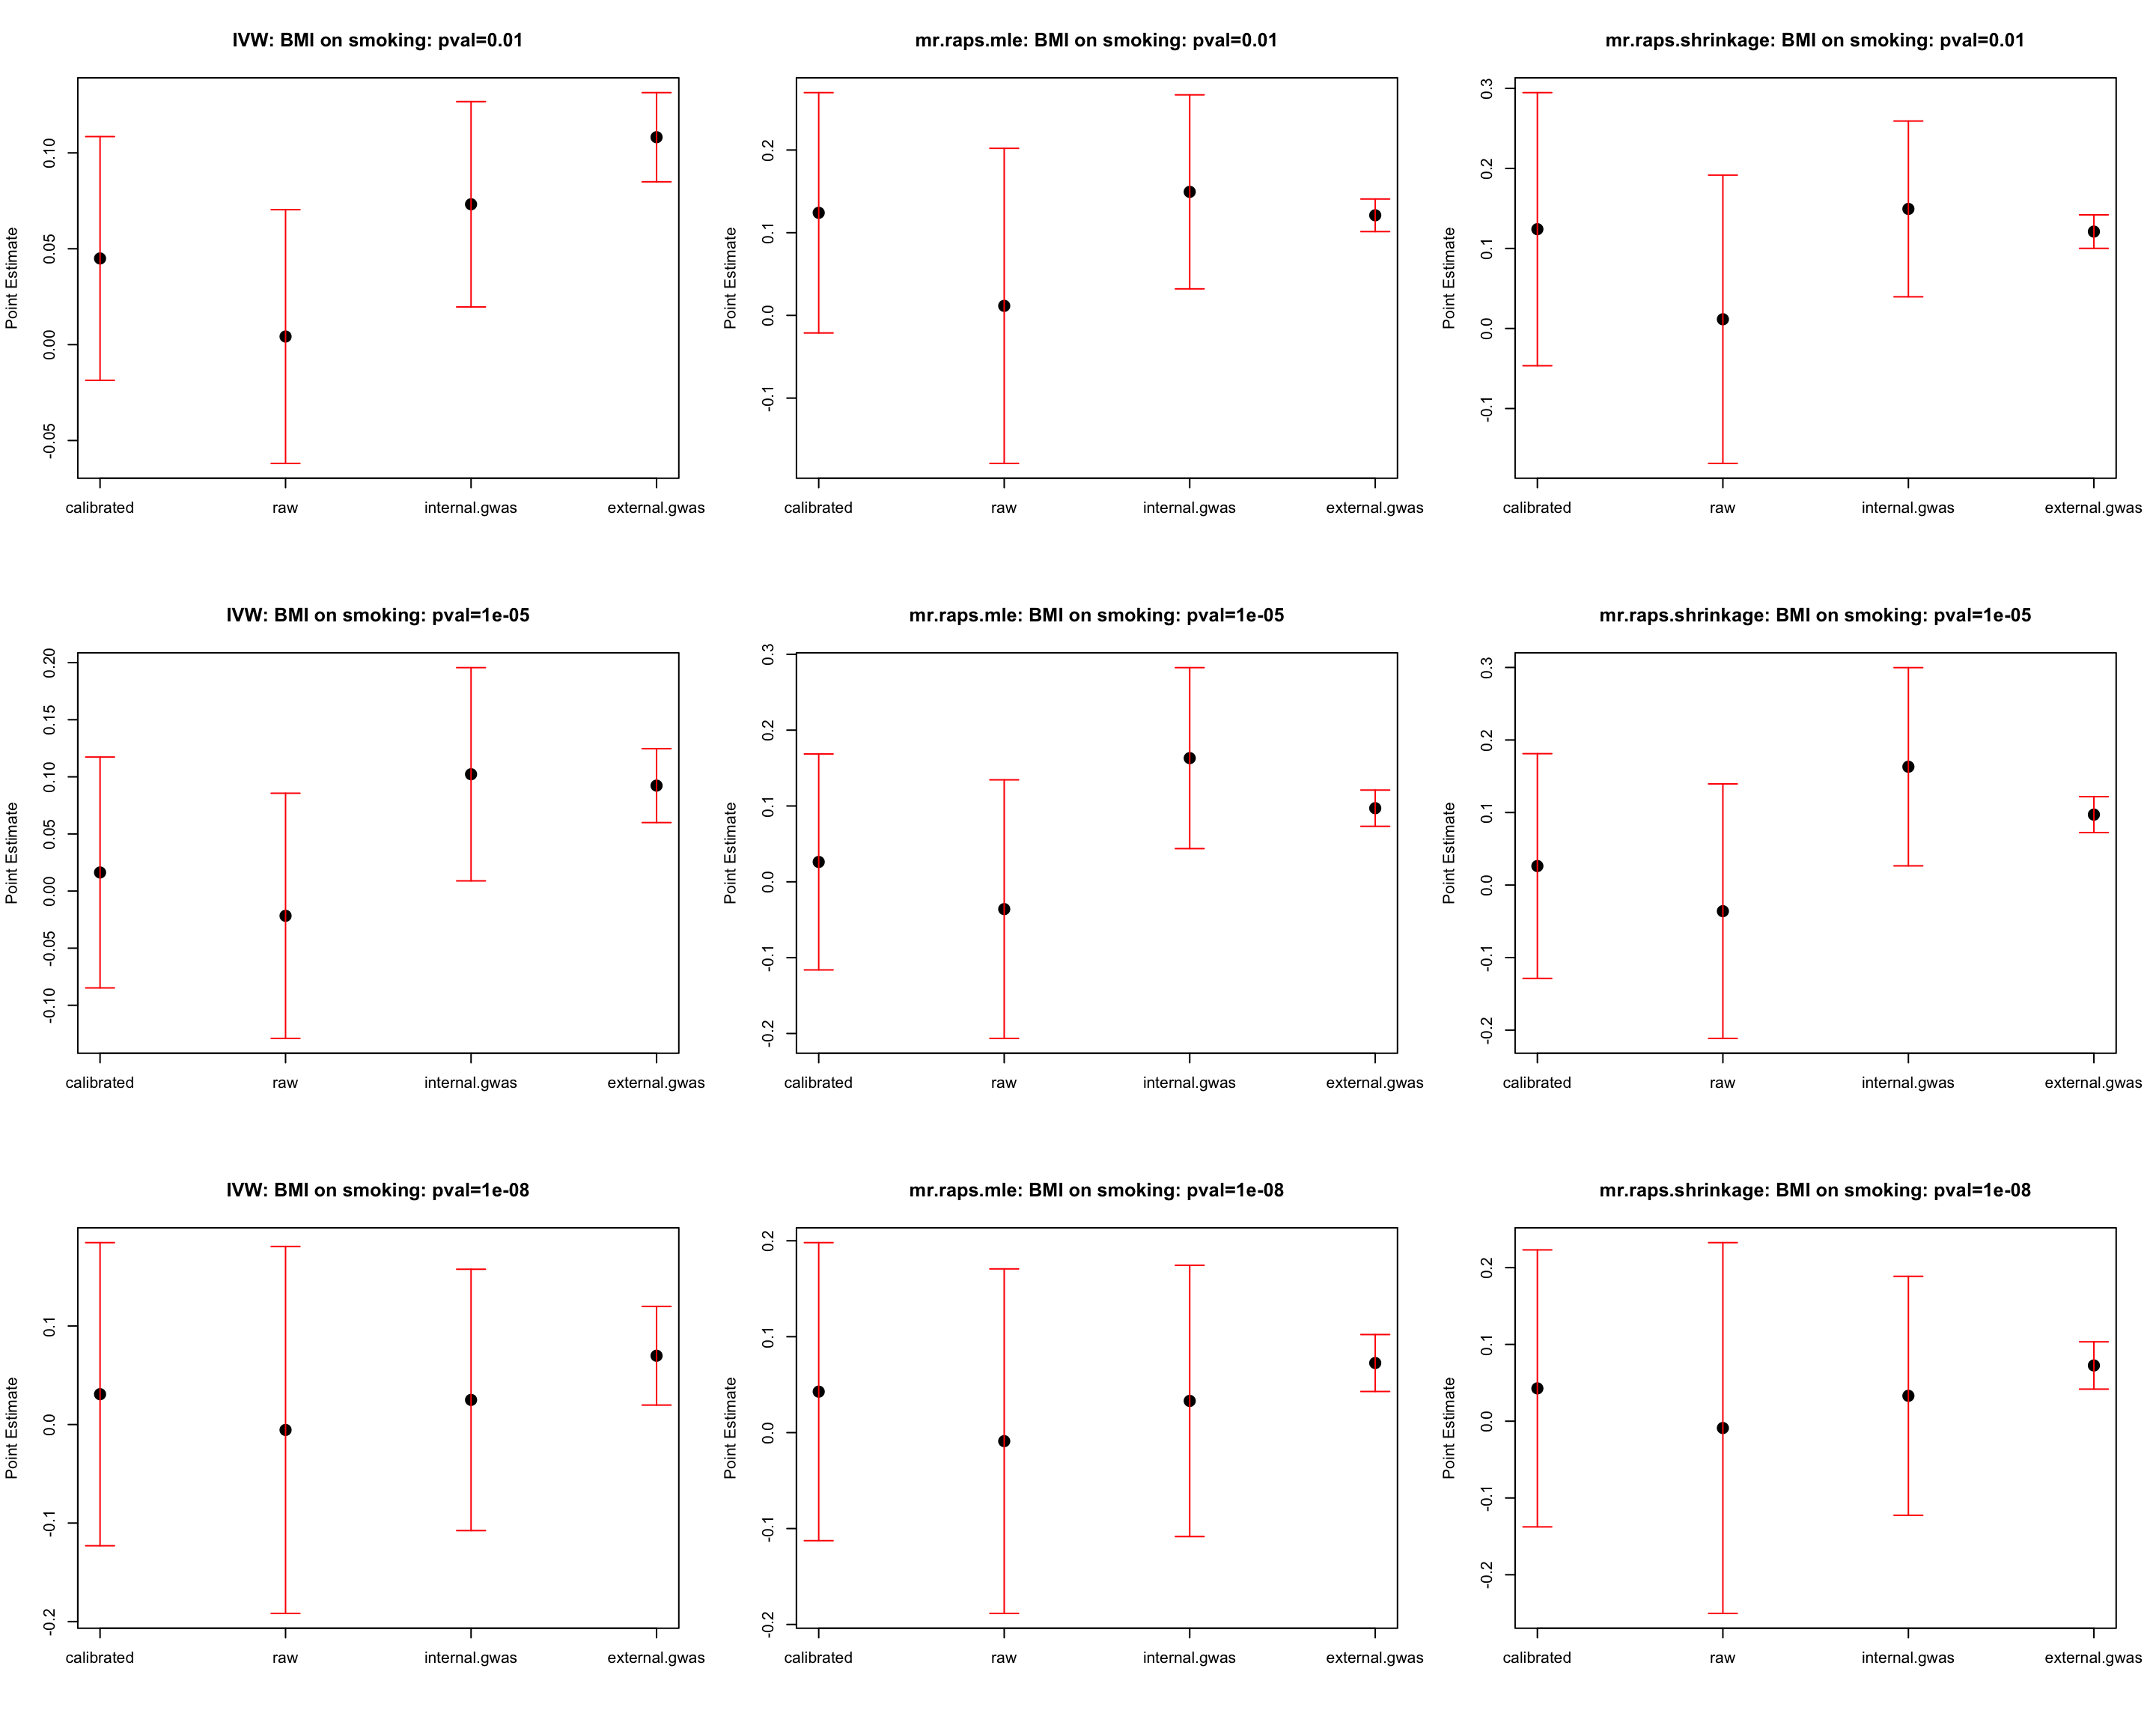 IVW: BMI on smoking: pval=0.01
Point Estimate
0.10
0.05
0.00
-0.05
calibrated raw internal.gwas external.gwas
mr.raps.mle: BMI on smoking: pval=0.01
Point Estimate
0.2
0.1
0.0
-0.1
calibrated raw internal.gwas external.gwas
mr.raps.shrinkage: BMI on smoking: pval=0.01
Point Estimate
0.3
0.2
0.1
0.0
-0.1
calibrated raw internal.gwas external.gwas
IVW: BMI on smoking: pval=1e-05
Point Estimate
0.20
0.15
0.10
0.05
0.00
-0.05
-0.10
calibrated raw internal.gwas external.gwas
mr.raps.mle: BMI on smoking: pval=1e-05
Point Estimate
0.3
0.2
0.1
0.0
-0.1
-0.2
calibrated raw internal.gwas external.gwas
mr.raps.shrinkage: BMI on smoking: pval=1e-05
Point Estimate
0.3
0.2
0.1
0.0
-0.1
-0.2
calibrated raw internal.gwas external.gwas
IVW: BMI on smoking: pval=1e-08
Point Estimate
0.1
0.0
-0.1
-0.2
calibrated raw internal.gwas external.gwas
mr.raps.mle: BMI on smoking: pval=1e-08
Point Estimate
0.2
0.1
0.0
-0.1
-0.2
calibrated raw internal.gwas external.gwas
mr.raps.shrinkage: BMI on smoking: pval=1e-08
Point Estimate
0.2
0.1
0.0
-0.1
-0.2
calibrated raw internal.gwas external.gwas